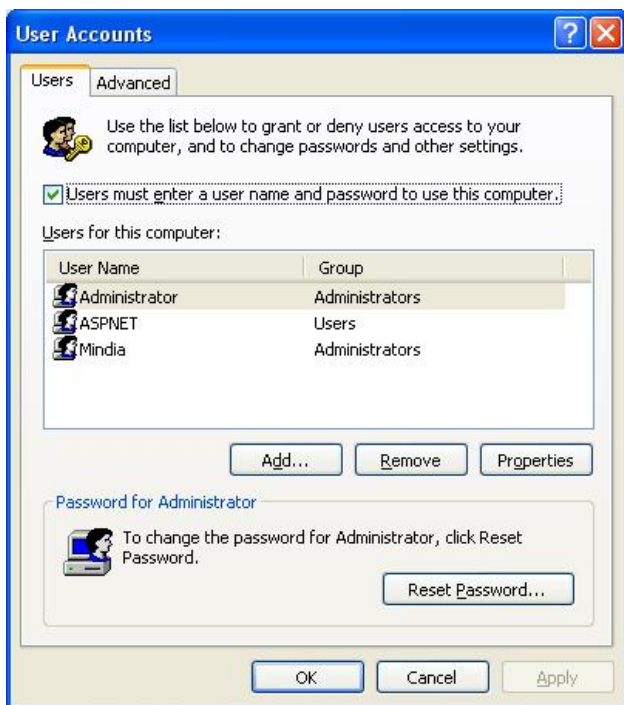 User Accounts
Users Advanced
Use the list below to grant or deny users access to your
computer, and to change passwords and other settings.
Users must enter a user name and password to use this computer.
Users for this computer:
User Name Group
Administrator Administrators
ASPNET Users
Mindia Administrators
Add... Remove Properties
Password for Administrator
To change the password for Administrator, click Reset
Password.
Reset Password...
OK Cancel Apply